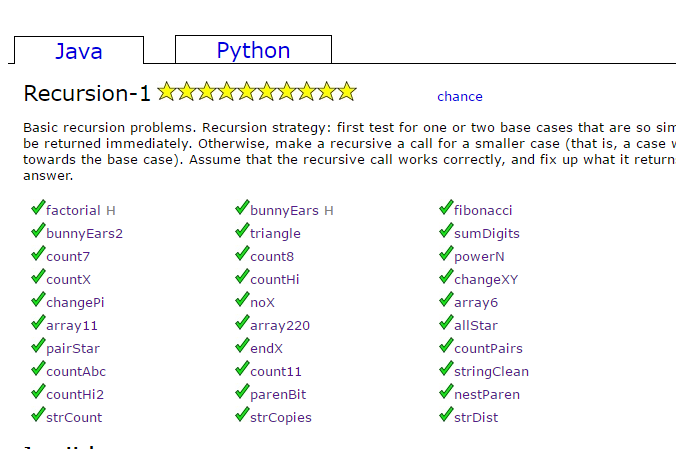 Java Python
Recursion-1 chance
Basic recursion problems. Recursion strategy: first test for one or two base cases that are so
be returned immediately. Otherwise, make a recursive a call for a smaller case (that is, a case
towards the base case). Assume that the recursive call works correctly, and fix up what it return
answer.
factorial H bunnyEars H fibonacci
bunnyEars2 triangle sumDigits
count7 count8 powerN
countX countHi changeXY
changePi noX array6
array11 array220 allStar
pairStar endX countPairs
countAbc count11 stringClean
countHi2 parenBit nestParen
strCount strCopies strDist